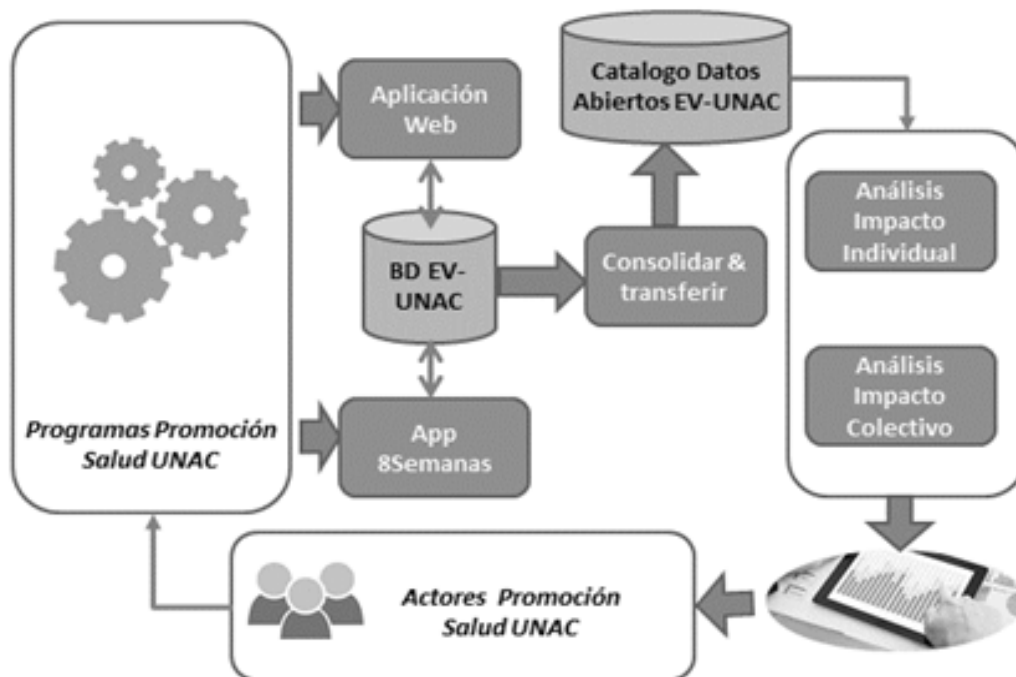 Aplicación
Web
Catalogo Datos
Abiertos EV-UNAC
Análisis
Impacto
Individual
BD EV-
UNAC
Consolidar &
transferir
Análisis
Impacto
Colectivo
Programas Promoción
Salud UNAC
App
8Semanas
Actores Promoción
Salud UNAC